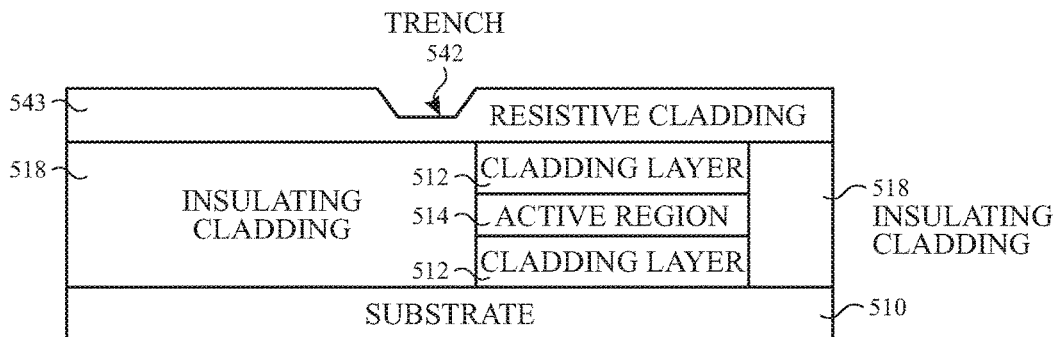 TRENCH
542
543
RESISTIVE CLADDING
518
INSULATING
CLADDING
512
CLADDING LAYER
514
ACTIVE REGION
512
CLADDING LAYER
518
INSULATING
CLADDING
SUBSTRATE
510